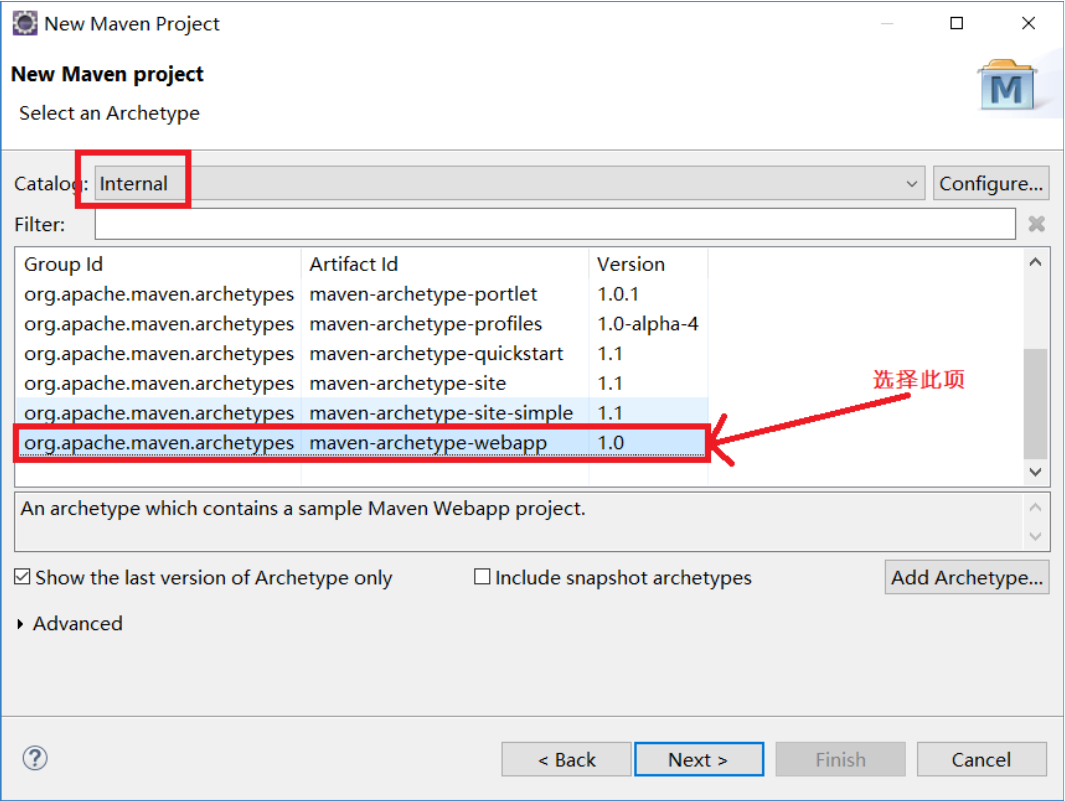 New Maven Project
New Maven project
Select an Archetype
M
Catalog: Internal Configure...
Filter:
Group Id Artifact Id Version
org.apache.maven.archetypes maven-archetype-portlet 1.0.1
org.apache.maven.archetypes maven-archetype-profiles 1.0-alpha-4
org.apache.maven.archetypes maven-archetype-quickstart 1.1
org.apache.maven.archetypes maven-archetype-site 1.1
选择此项
org.apache.maven.archetypes maven-archetype-site-simple 1.1
org.apache.maven.archetypes maven-archetype-webapp 1.0
An archetype which contains a sample Maven Webapp project.
Show the last version of Archetype only Include snapshot archetypes Add Archetype...
Advanced
? < Back Next > Finish Cancel